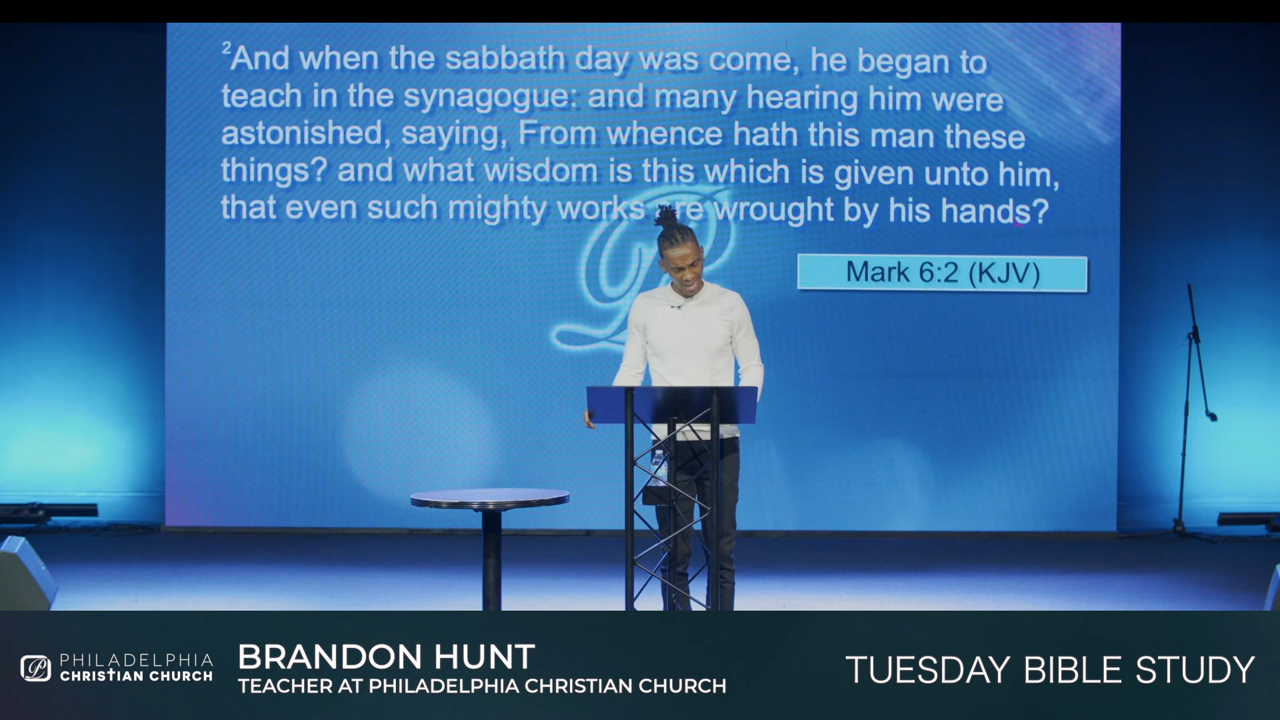 ²And when the sabbath day was come, he began to
teach in the synagogue: and many hearing him were
astonished, saying, From whence hath this man these
things? and what wisdom is this which is given unto him,
that even such mighty works are wrought by his hands?
Mark 6:2 (KJV)
PHILADELPHIA
CHRISTIAN CHURCH
BRANDON HUNT
TEACHER AT PHILADELPHIA CHRISTIAN CHURCH
TUESDAY BIBLE STUDY